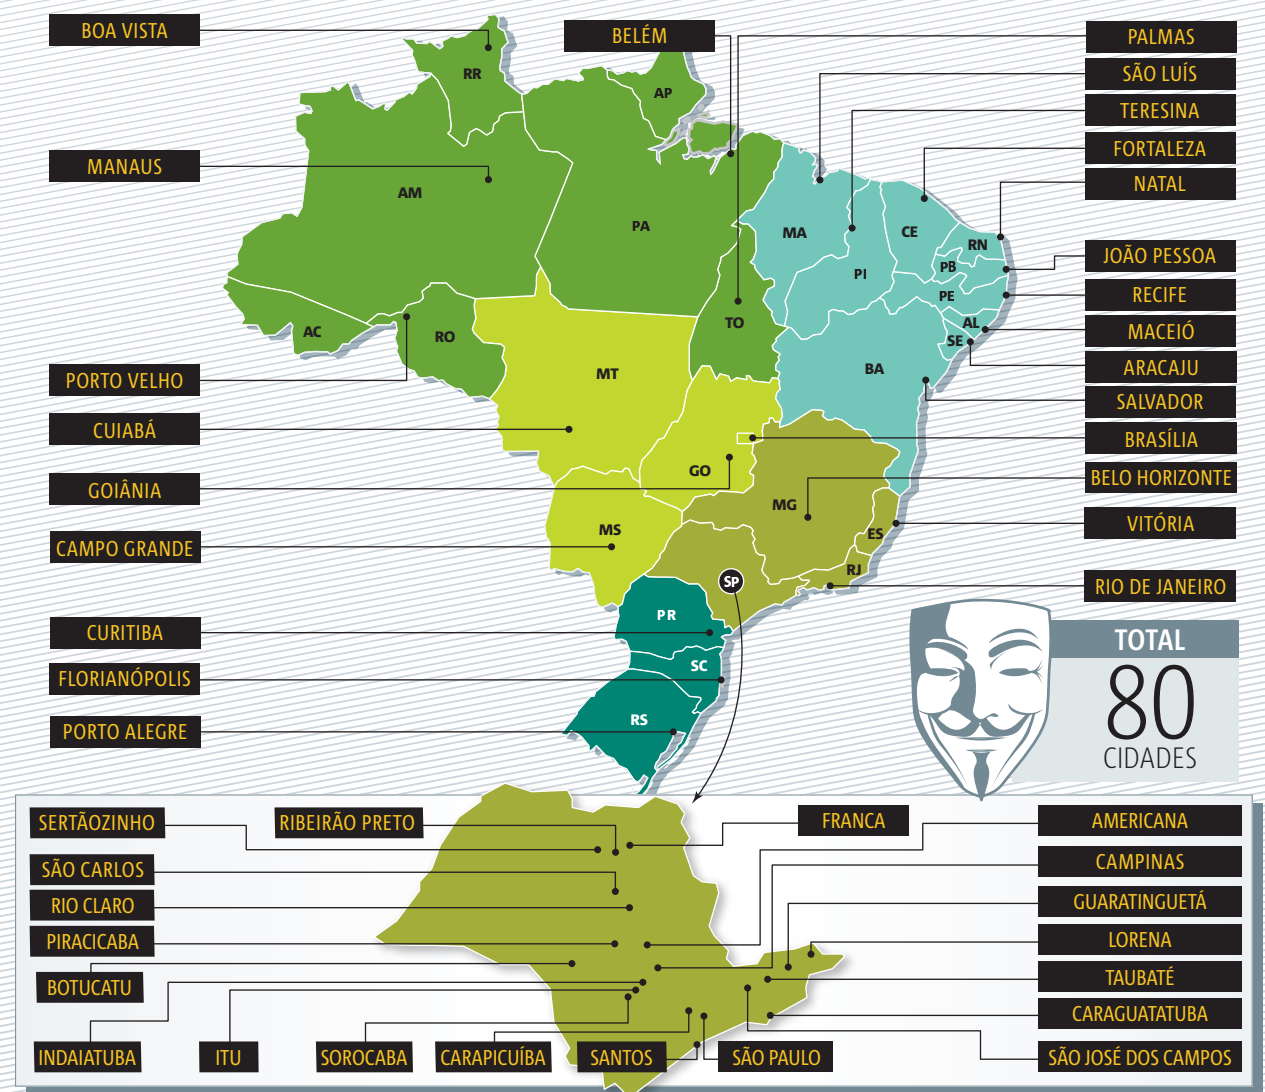 BOA VISTA
BELÉM
PALMAS
SÃO LUÍS
TERESINA
FORTALEZA
NATAL
MANAUS
JOÃO PESSOA
RECIFE
MACEIÓ
ARACAJU
SALVADOR
PORTO VELHO
CUIABÁ
BRASÍLIA
GOIÂNIA
BELO HORIZONTE
CAMPO GRANDE
VITÓRIA
RIO DE JANEIRO
CURITIBA
FLORIANÓPOLIS
PORTO ALEGRE
RR
AP
AM
PA
MA
CE
RN
PB
PI
PE
AL
SE
TO
AC
RO
BA
MT
GO
MG
MS
ES
RJ
SP
PR
SC
RS
TOTAL
80
CIDADES
SERTÃOZINHO
RIBEIRÃO PRETO
FRANCA
AMERICANA
SÃO CARLOS
CAMPINAS
RIO CLARO
GUARATINGUETÁ
PIRACICABA
LORENA
BOTUCATU
TAUBATÉ
CARAGUATATUBA
INDAIATUBA
ITU
SOROCABA
CARAPICUÍBA
SANTOS
SÃO PAULO
SÃO JOSÉ DOS CAMPOS